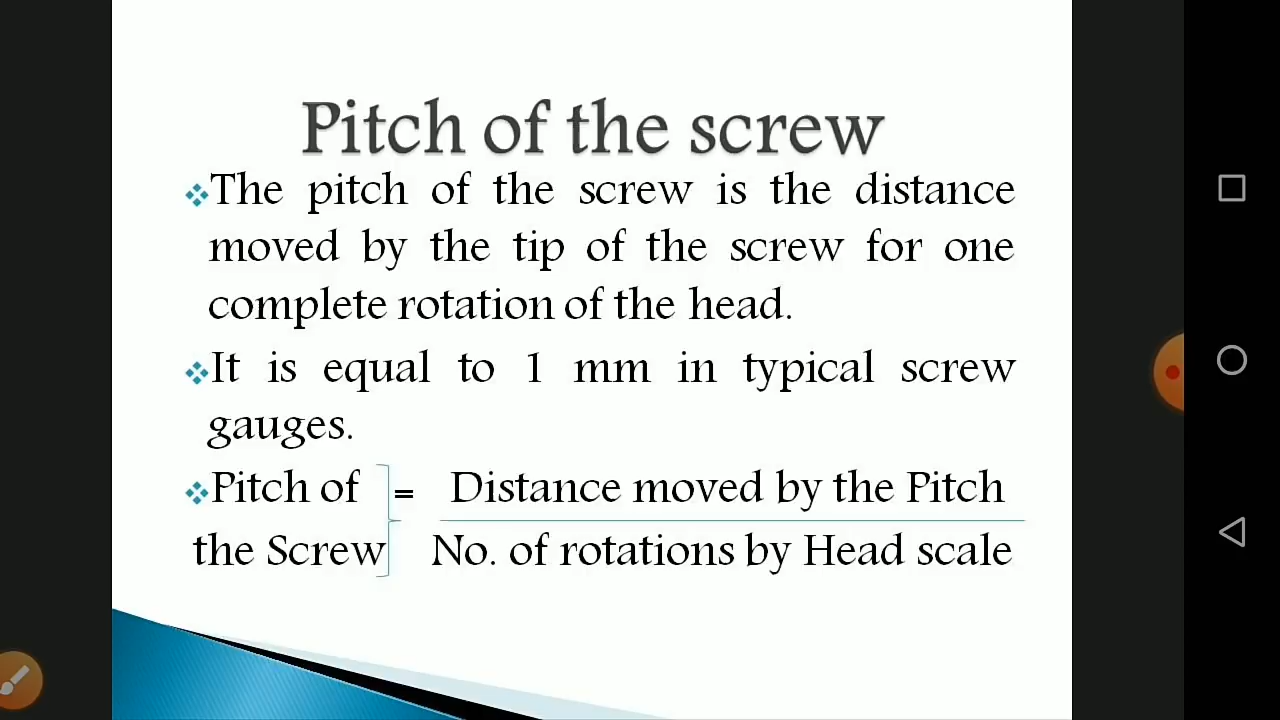 Pitch of the screw
The pitch of the screw is the distance
moved by the tip of the screw for one
complete rotation of the head.
It is equal to 1 mm in typical screw
gauges.
Pitch of = Distance moved by the Pitch
the Screw No. of rotations by Head scale